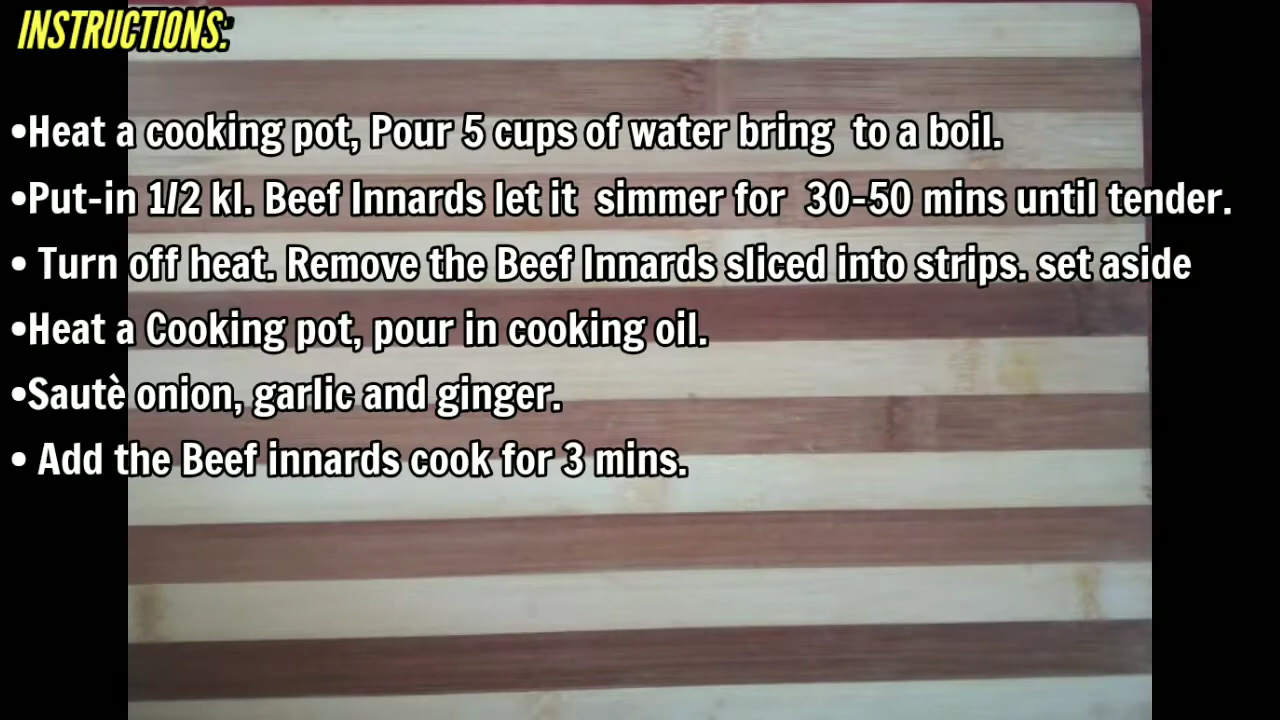 INSTRUCTIONS:
•Heat a cooking pot, Pour 5 cups of water bring to a boil.
•Put-in 1/2 kl. Beef Innards let it simmer for 30-50 mins until tender.
• Turn off heat. Remove the Beef Innards sliced into strips. set aside
•Heat a Cooking pot, pour in cooking oil.
•Sautè onion, garlic and ginger.
• Add the Beef innards cook for 3 mins.